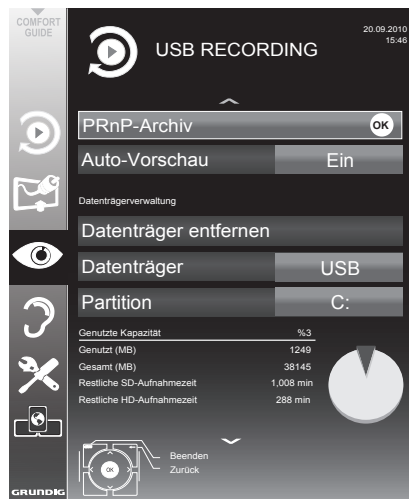 COMFORT
GUIDE
USB RECORDING
20.09.2010
15:46
PRnP-Archiv OK
Auto-Vorschau Ein
Datenträgerverwaltung
Datenträger entfernen
Datenträger USB
Partition C:
Genutzte Kapazität %3
Genutzt (MB) 1249
Gesamt (MB) 38145
Restliche SD-Aufnahmezeit 1,008 min
Restliche HD-Aufnahmezeit 288 min
Beenden
OK Zurück
GRUNDIG